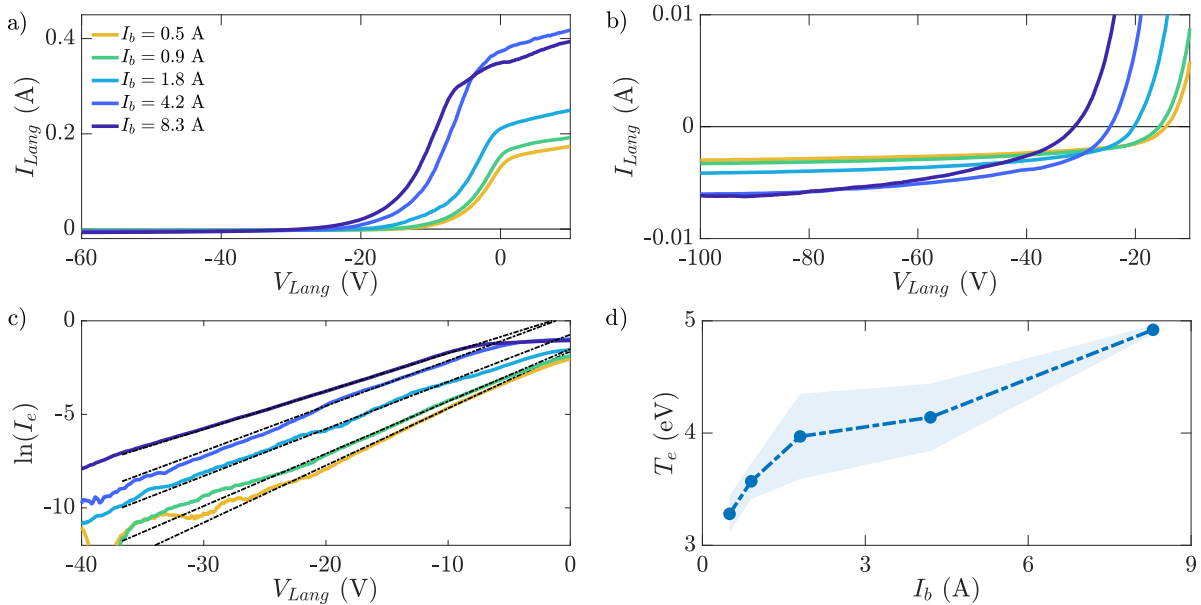 a)
I_Lang (A)
0.4
0.2
0
I_b = 0.5 A
I_b = 0.9 A
I_b = 1.8 A
I_b = 4.2 A
I_b = 8.3 A
-60 -40 -20 0
V_Lang (V)
b)
I_Lang (A)
0.01
0
-0.01
-100 -80 -60 -40 -20
V_Lang (V)
c)
ln(I_e)
0
-5
-10
-40 -30 -20 -10 0
V_Lang (V)
d)
T_e (eV)
5
4
3
0 3 6 9
I_b (A)